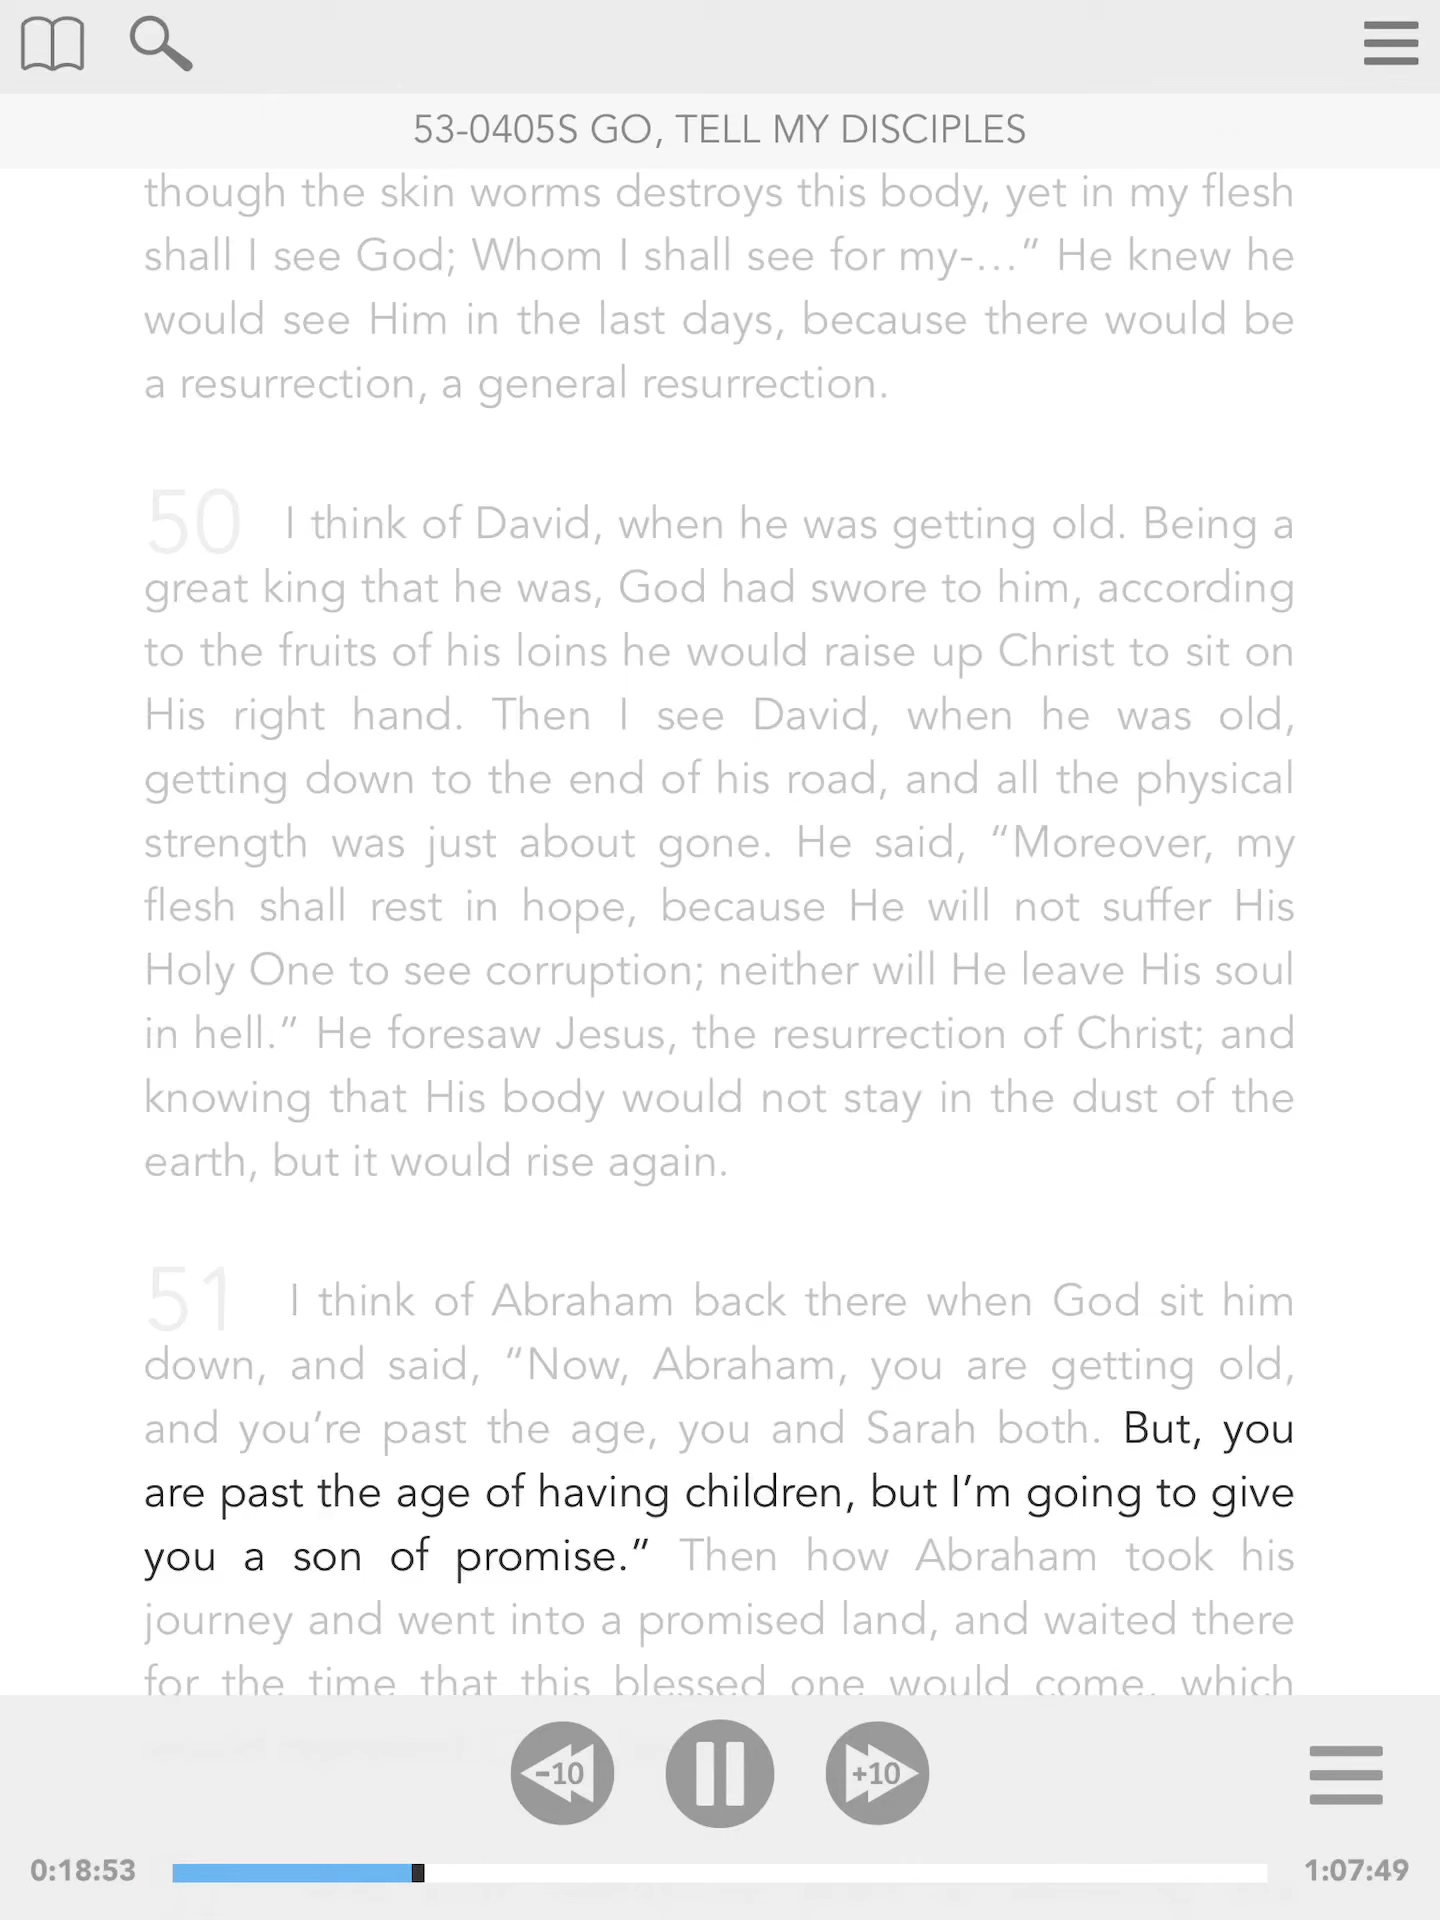 53-0405S GO, TELL MY DISCIPLES
though the skin worms destroys this body, yet in my flesh
shall I see God; Whom I shall see for my-…” He knew he
would see Him in the last days, because there would be
a resurrection, a general resurrection.
50 I think of David, when he was getting old. Being a
great king that he was, God had swore to him, according
to the fruits of his loins he would raise up Christ to sit on
His right hand. Then I see David, when he was old,
getting down to the end of his road, and all the physical
strength was just about gone. He said, “Moreover, my
flesh shall rest in hope, because He will not suffer His
Holy One to see corruption; neither will He leave His soul
in hell.” He foresaw Jesus, the resurrection of Christ; and
knowing that His body would not stay in the dust of the
earth, but it would rise again.
51 I think of Abraham back there when God sit him
down, and said, “Now, Abraham, you are getting old,
and you’re past the age, you and Sarah both. But, you
are past the age of having children, but I’m going to give
you a son of promise.” Then how Abraham took his
journey and went into a promised land, and waited there
for the time that this blessed one would come, which
-10 +10
0:18:53 1:07:49